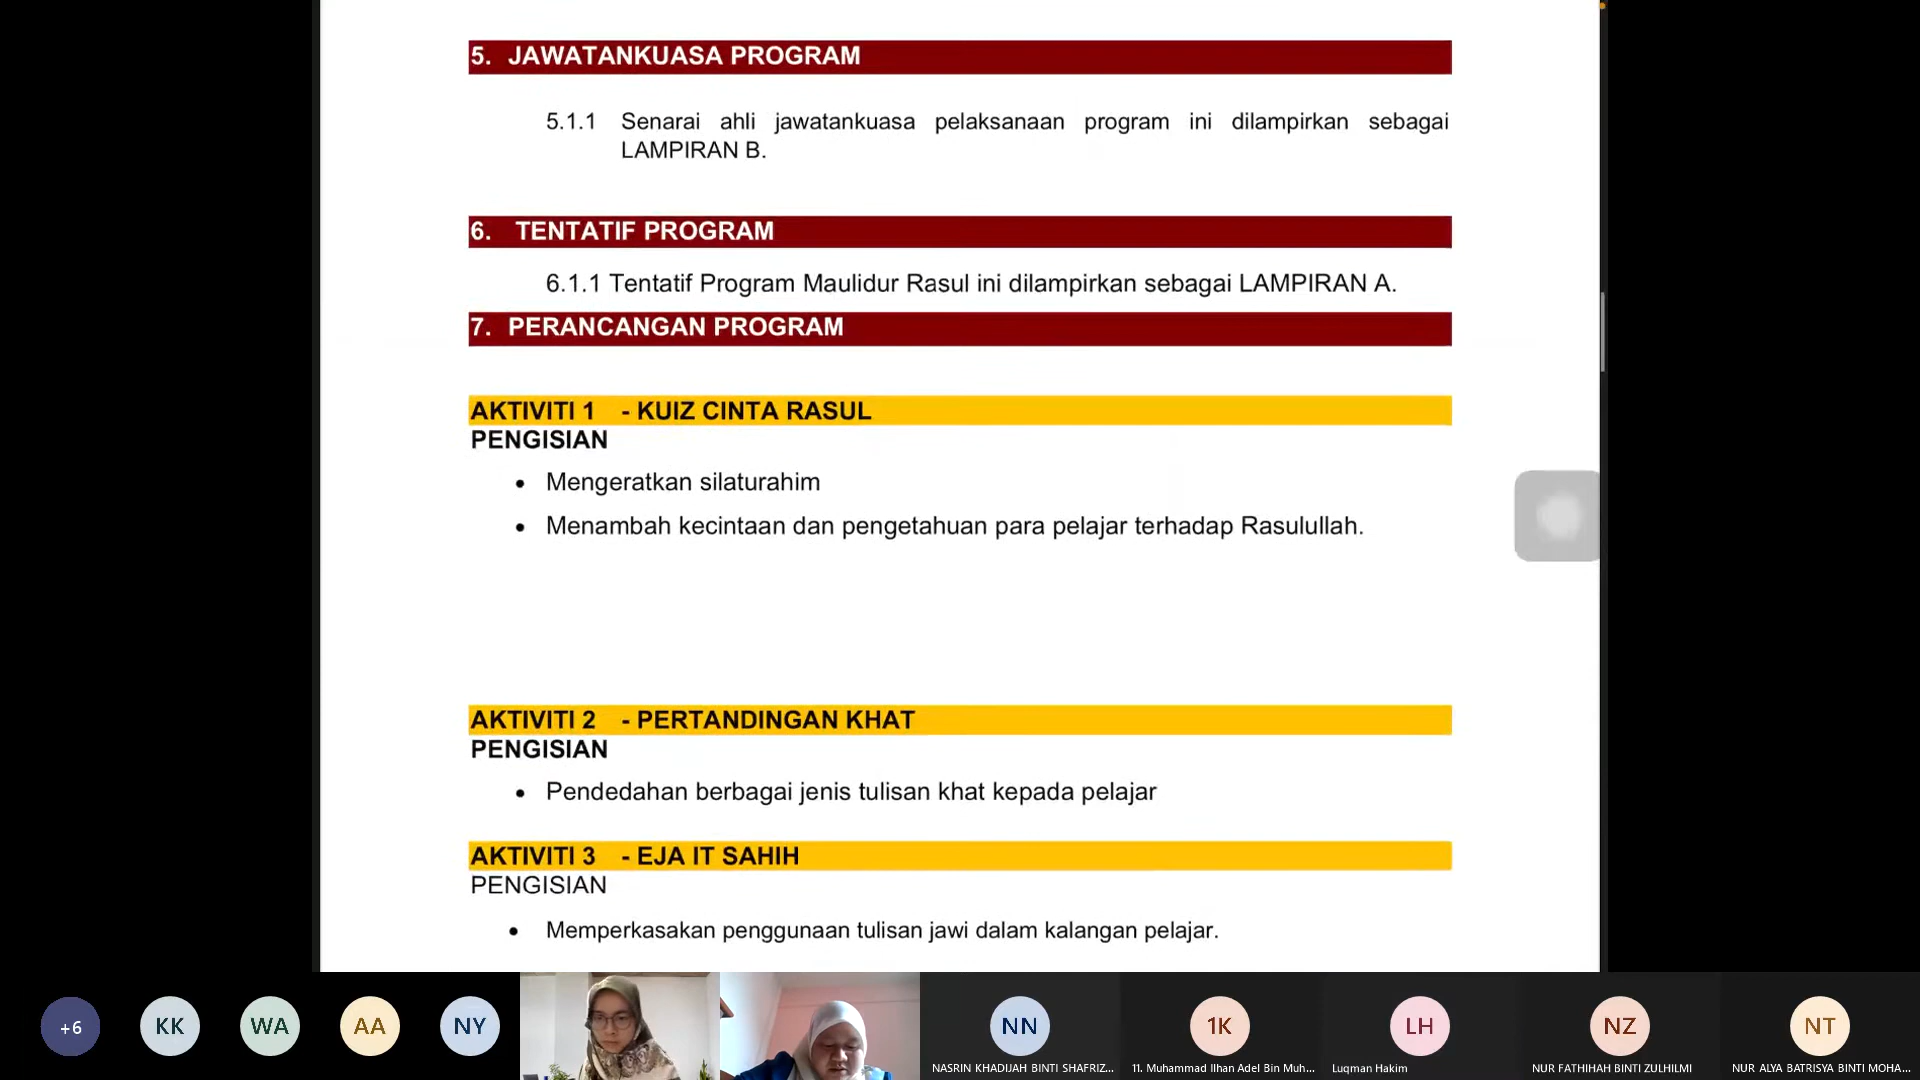 5. JAWATANKUASA PROGRAM
5.1.1 Senarai ahli jawatankuasa pelaksanaan program ini dilampirkan sebagai
LAMPIRAN B.
6. TENTATIF PROGRAM
6.1.1 Tentatif Program Maulidur Rasul ini dilampirkan sebagai LAMPIRAN A.
7. PERANCANGAN PROGRAM
AKTIVITI 1 - KUIZ CINTA RASUL
PENGISIAN
• Mengeratkan silaturahim
• Menambah kecintaan dan pengetahuan para pelajar terhadap Rasulullah.
AKTIVITI 2 - PERTANDINGAN KHAT
PENGISIAN
• Pendedahan berbagai jenis tulisan khat kepada pelajar
AKTIVITI 3 - EJA IT SAHIH
PENGISIAN
• Memperkasakan penggunaan tulisan jawi dalam kalangan pelajar.
+6 KK WA AA NY NN 1K LH NZ NT
NASRIN KHADIJAH BINTI SHAFRIZ... 11. Muhammad Ilhan Adel Bin Muh... Luqman Hakim NUR FATHIHAH BINTI ZULHILMI NUR ALYA BATRISYA BINTI MOHA...